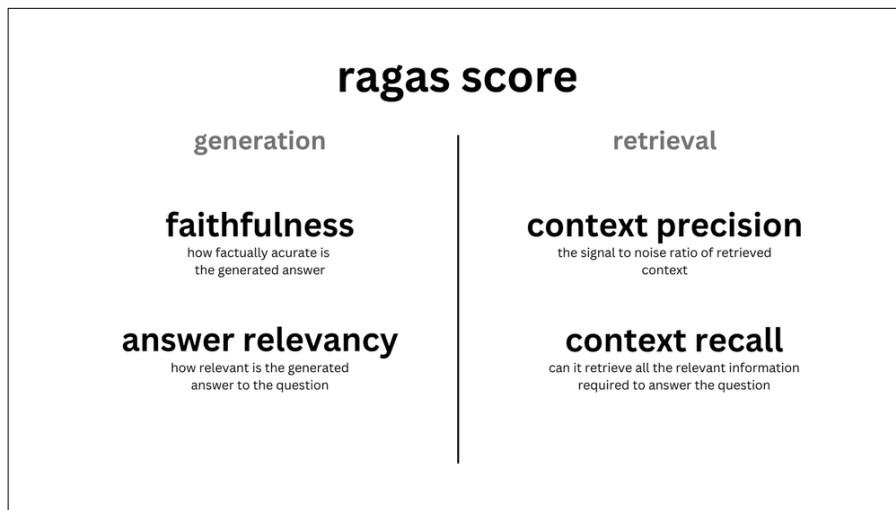 ragas score
generation
faithfulness
how factually acurate is
the generated answer
answer relevancy
how relevant is the generated
answer to the question
retrieval
context precision
the signal to noise ratio of retrieved
context
context recall
can it retrieve all the relevant information
required to answer the question